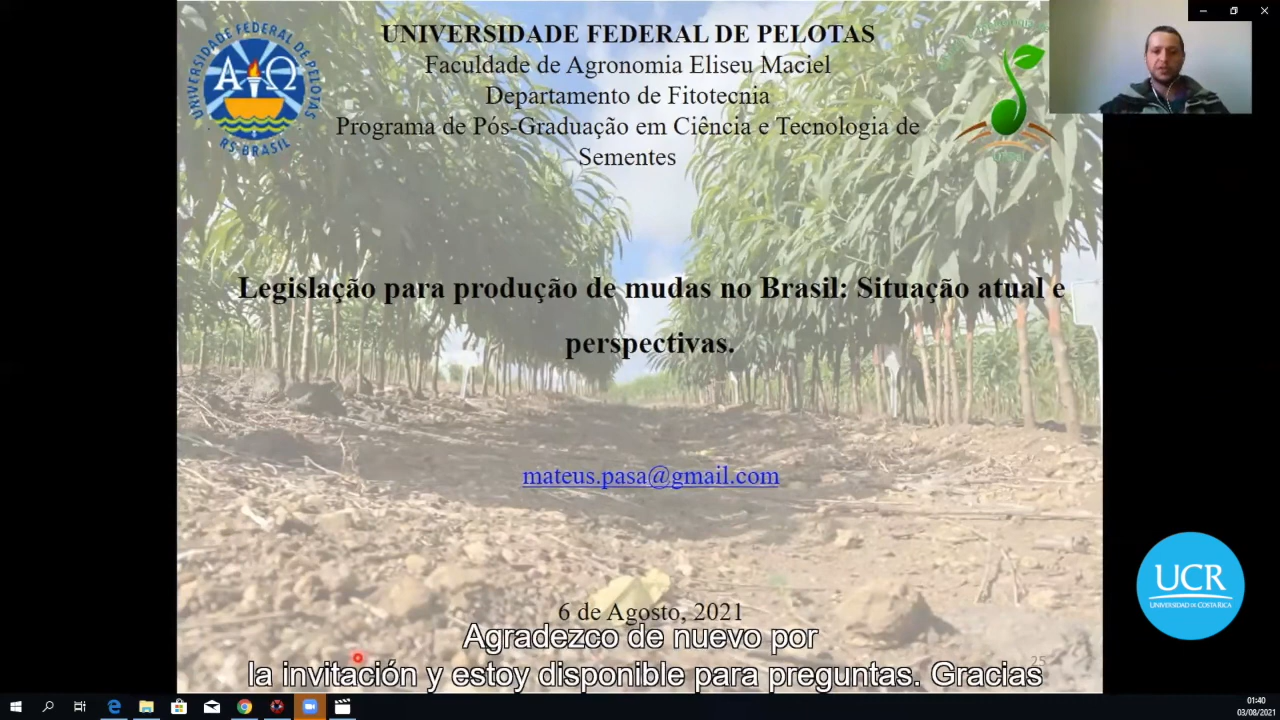 UNIVERSIDADE FEDERAL DE PELOTAS
Faculdade de Agronomia Eliseu Maciel
Departamento de Fitotecnia
Programa de Pós-Graduação em Ciência e Tecnologia de
Sementes
UNIVERSIDADE FEDERAL DE PELOTAS
ΑΩ
RS-BRASIL
Legislação para produção de mudas no Brasil: Situação atual e
perspectivas.
mateus.pasa@gmail.com
6 de Agosto, 2021
Agradezco de nuevo por
la invitación y estoy disponible para preguntas. Gracias
25
UCR
UNIVERSIDAD DE COSTA RICA
01:40
03/08/2021